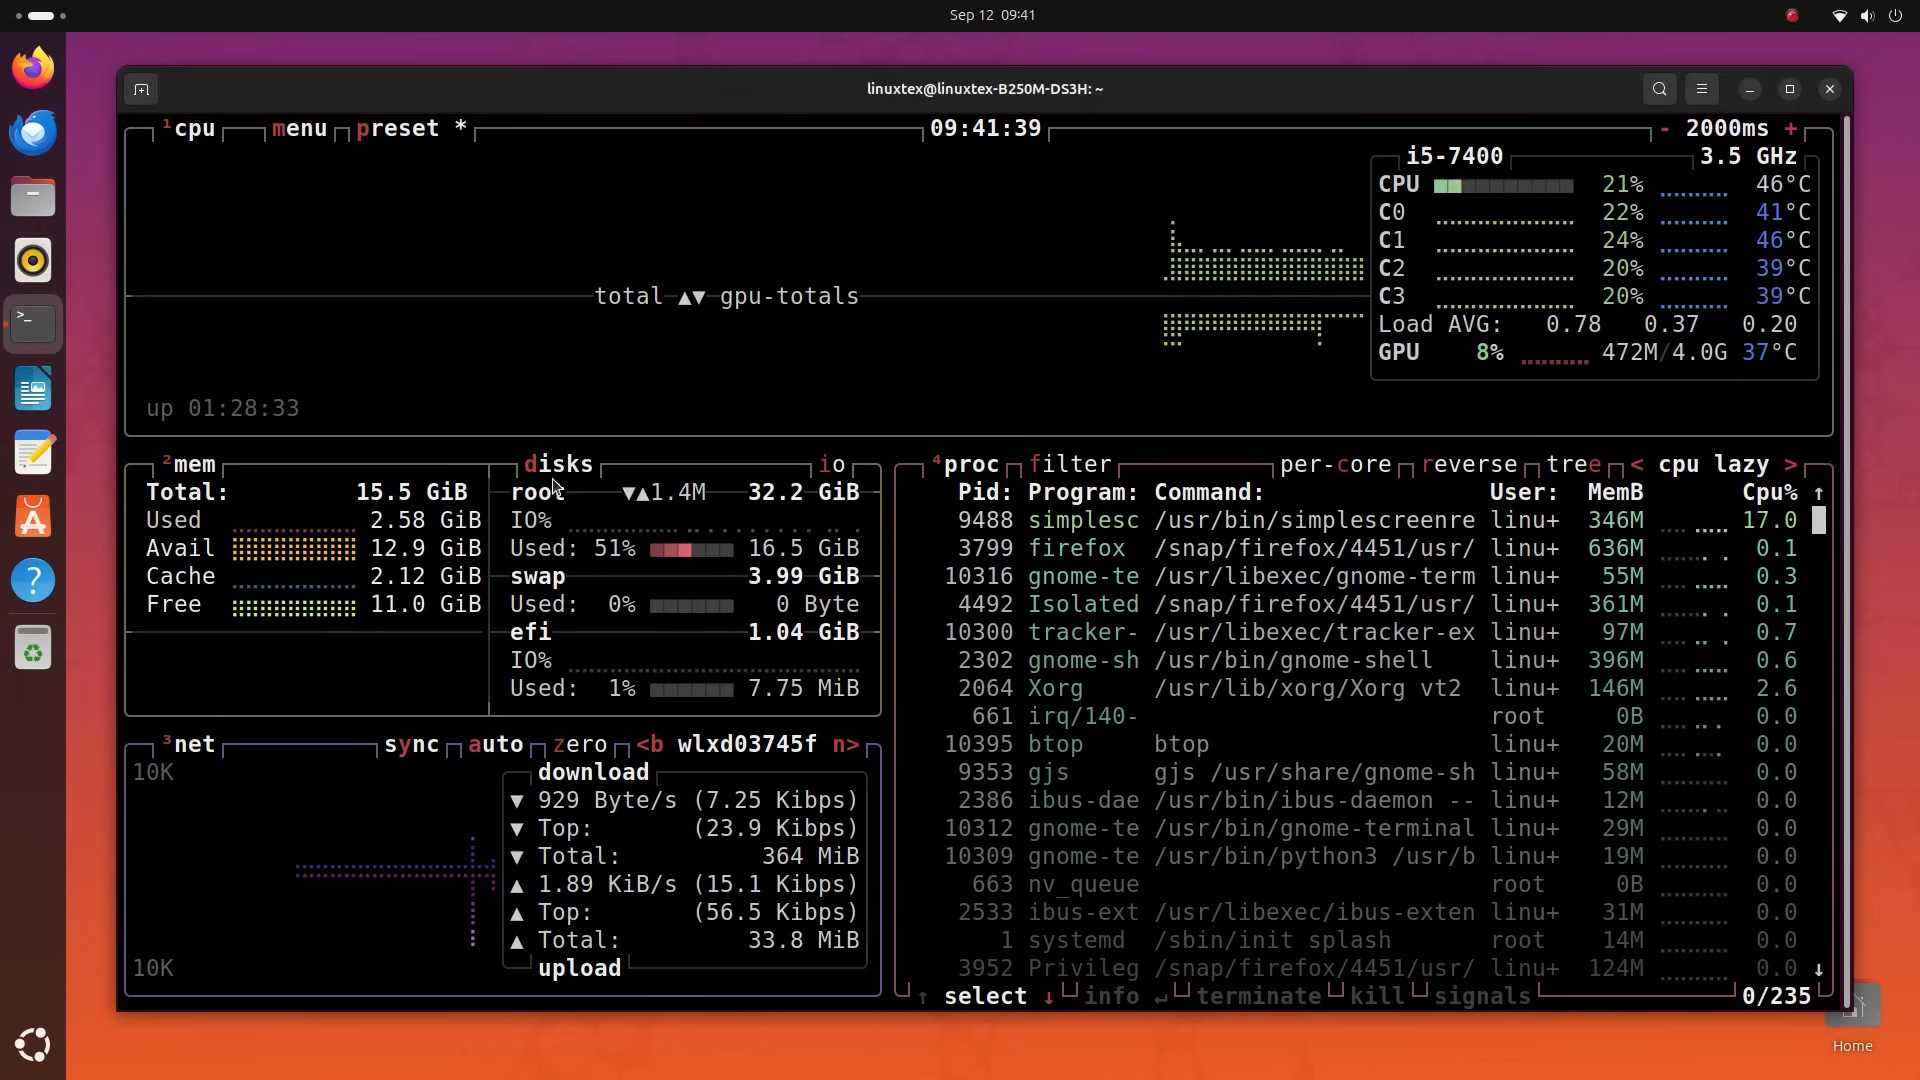 Sep 12 09:41
linuxtex@linuxtex-B250M-DS3H: ~
1cpu menu preset * 09:41:39 - 2000ms +
i5-7400 3.5 GHz
CPU 21% 46°C
C0 22% 41°C
C1 24% 46°C
C2 20% 39°C
C3 20% 39°C
Load AVG: 0.78 0.37 0.20
GPU 8% 472M/4.0G 37°C
total ▲▼ gpu-totals
up 01:28:33
2mem
Total: 15.5 GiB
Used 2.58 GiB
Avail 12.9 GiB
Cache 2.12 GiB
Free 11.0 GiB
disks io
root ▼▲1.4M 32.2 GiB
IO%
Used: 51% 16.5 GiB
swap 3.99 GiB
Used: 0% 0 Byte
efi 1.04 GiB
IO%
Used: 1% 7.75 MiB
3net sync auto zero <b wlxd03745f n>
10K
10K
download
▼ 929 Byte/s (7.25 Kibps)
▼ Top: (23.9 Kibps)
▼ Total: 364 MiB
▲ 1.89 KiB/s (15.1 Kibps)
▲ Top: (56.5 Kibps)
▲ Total: 33.8 MiB
upload
4proc filter per-core reverse tree < cpu lazy >
Pid: Program: Command: User: MemB Cpu% ↑
9488 simplesc /usr/bin/simplescreenre linu+ 346M 17.0
3799 firefox /snap/firefox/4451/usr/ linu+ 636M 0.1
10316 gnome-te /usr/libexec/gnome-term linu+ 55M 0.3
4492 Isolated /snap/firefox/4451/usr/ linu+ 361M 0.1
10300 tracker- /usr/libexec/tracker-ex linu+ 97M 0.7
2302 gnome-sh /usr/bin/gnome-shell linu+ 396M 0.6
2064 Xorg /usr/lib/xorg/Xorg vt2 linu+ 146M 2.6
661 irq/140- root 0B 0.0
10395 btop btop linu+ 20M 0.0
9353 gjs gjs /usr/share/gnome-sh linu+ 58M 0.0
2386 ibus-dae /usr/bin/ibus-daemon -- linu+ 12M 0.0
10312 gnome-te /usr/bin/gnome-terminal linu+ 29M 0.0
10309 gnome-te /usr/bin/python3 /usr/b linu+ 19M 0.0
663 nv_queue root 0B 0.0
2533 ibus-ext /usr/libexec/ibus-exten linu+ 31M 0.0
1 systemd /sbin/init splash root 14M 0.0
3952 Privileg /snap/firefox/4451/usr/ linu+ 124M 0.0 ↓
↑ select ↓ info ↵ terminate kill signals 0/235
Home